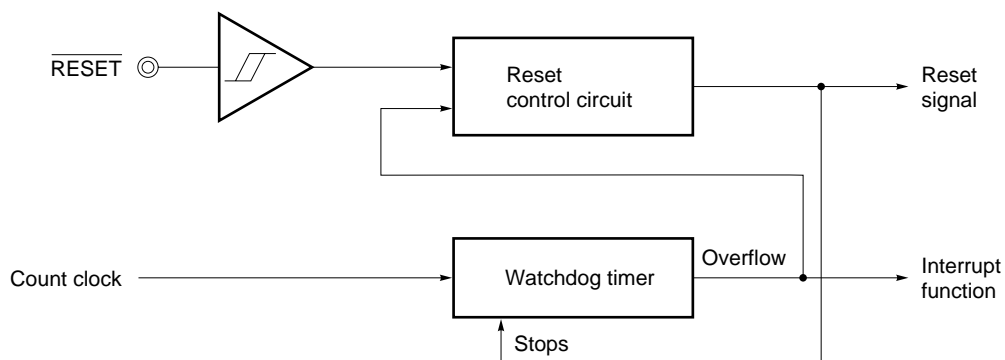 RESET
Reset
control circuit
Reset
signal
Count clock
Watchdog timer
Overflow
Interrupt
function
Stops